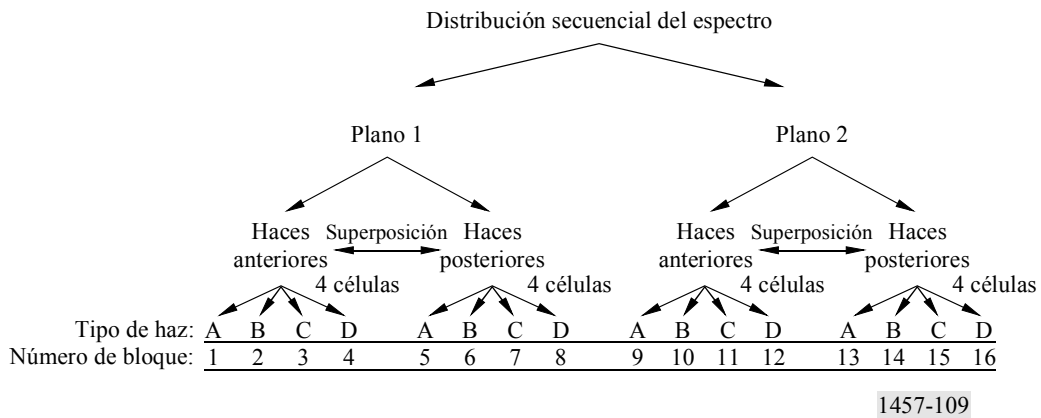 Distribución secuencial del espectro
Plano 1 Plano 2
Haces Superposición Haces Haces Superposición Haces
anteriores posteriores anteriores posteriores
4 células 4 células 4 células 4 células
Tipo de haz: A B C D A B C D A B C D A B C D
Número de bloque: 1 2 3 4 5 6 7 8 9 10 11 12 13 14 15 16
1457-109